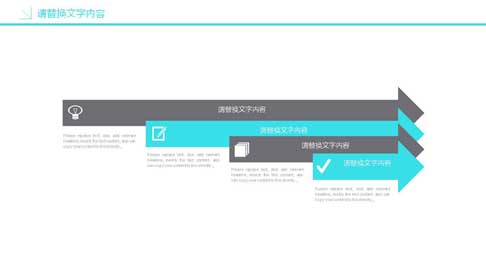 请替换文字内容
请替换文字内容
请替换文字内容
请替换文字内容
请替换文字内容
Please replace text, click add relevant
headline, modify the text content, also can
copy your content to this directly.
Please replace text, click add relevant
headline, modify the text content, also
can copy your content to this directly.
Please replace text, click add relevant
headline, modify the text content, also
can copy your content to this directly.
Please replace text, click add relevant
headline, modify the text content, also can
copy your content to this directly.